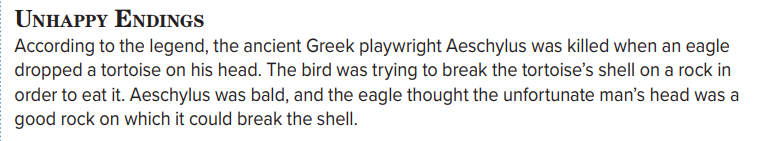 UNHAPPY ENDINGS
According to the legend, the ancient Greek playwright Aeschylus was killed when an eagle
dropped a tortoise on his head. The bird was trying to break the tortoise’s shell on a rock in
order to eat it. Aeschylus was bald, and the eagle thought the unfortunate man’s head was a
good rock on which it could break the shell.